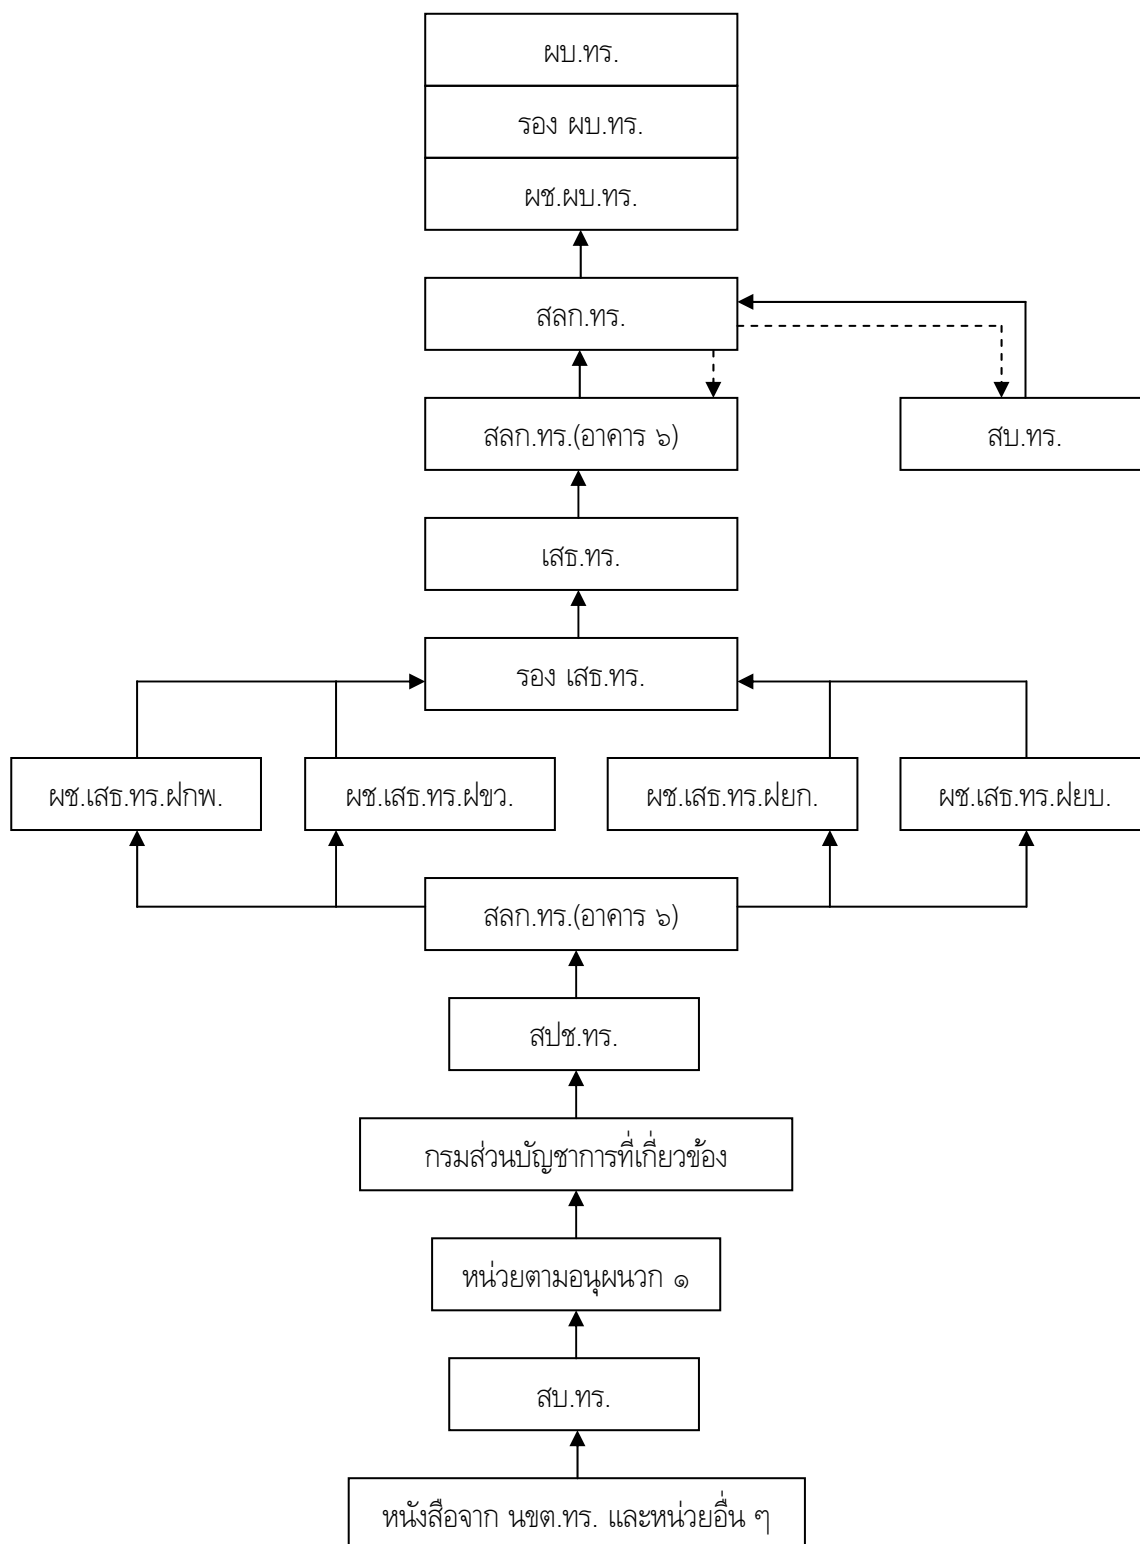 ผบ.ทร.
รอง ผบ.ทร.
ผช.ผบ.ทร.
สลก.ทร.
สลก.ทร.(อาคาร ๖)
สบ.ทร.
เสธ.ทร.
รอง เสธ.ทร.
ผช.เสธ.ทร.ฝกพ.
ผช.เสธ.ทร.ฝขว.
ผช.เสธ.ทร.ฝยก.
ผช.เสธ.ทร.ฝยบ.
สลก.ทร.(อาคาร ๖)
สปช.ทร.
กรมส่วนบัญชาการที่เกี่ยวข้อง
หน่วยตามอนุผนวก ๑
สบ.ทร.
หนังสือจาก นขต.ทร. และหน่วยอื่น ๆ